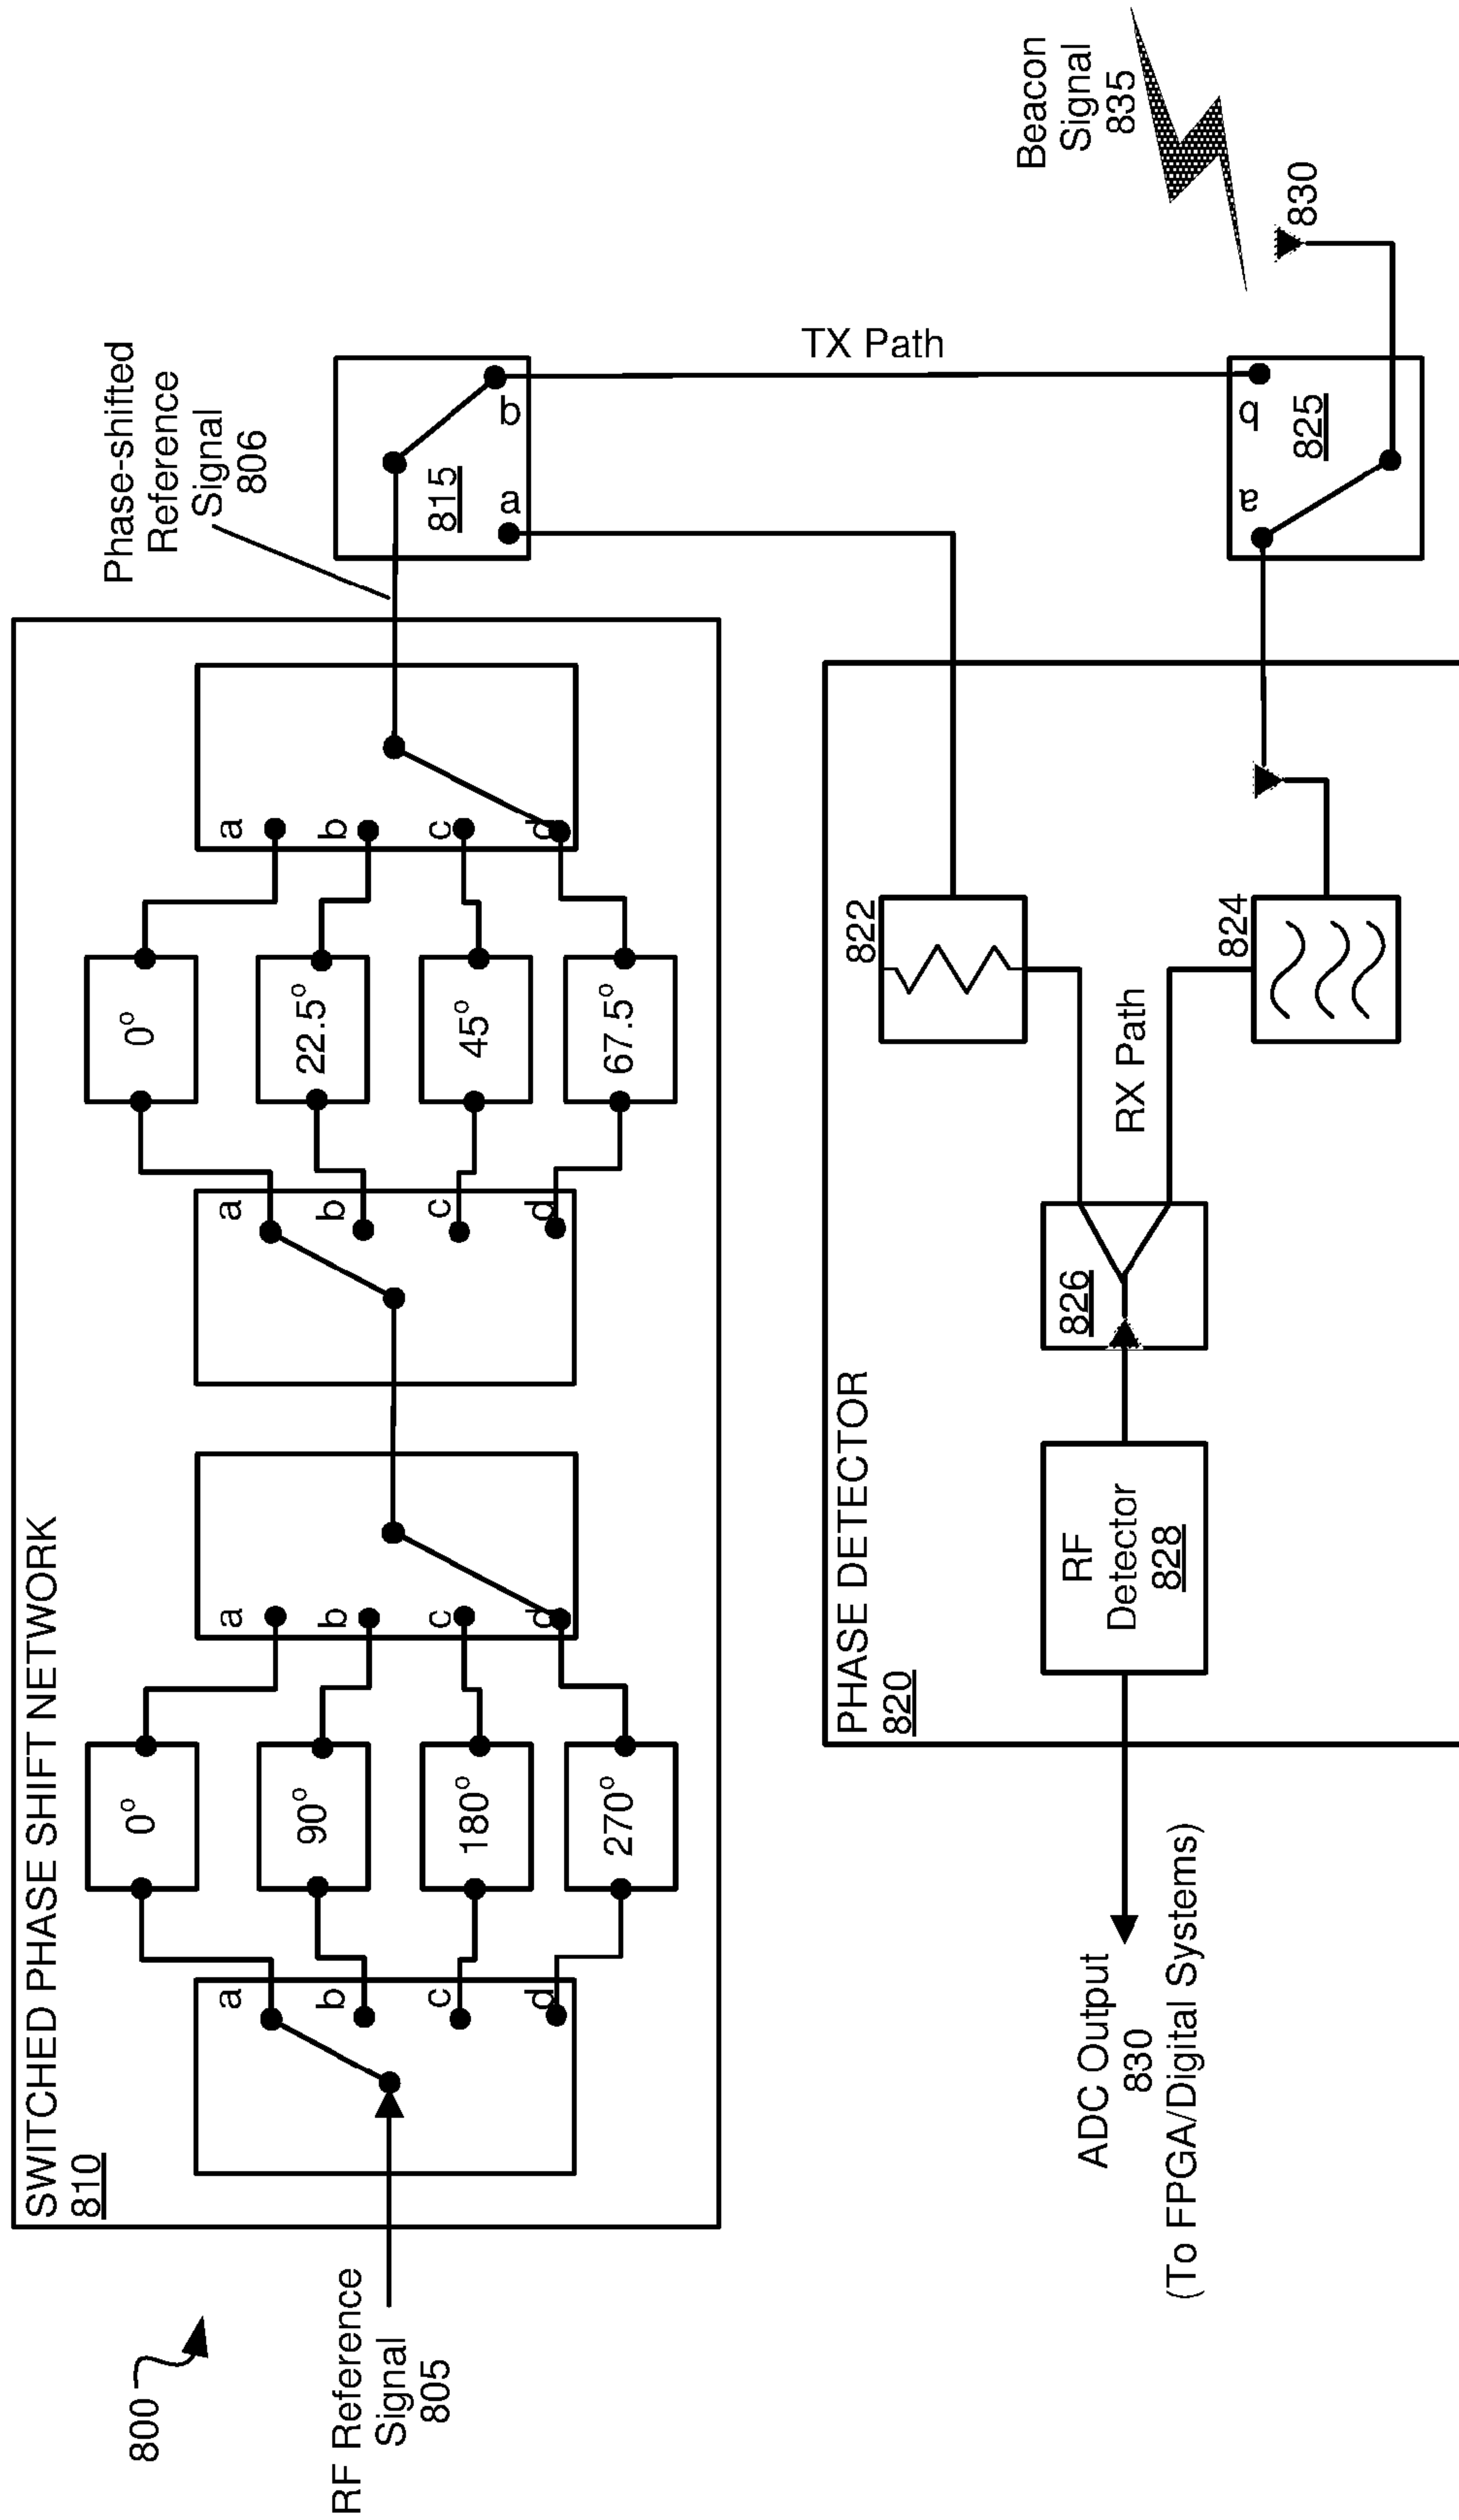 800
RF Reference
Signal
805
SWITCHED PHASE SHIFT NETWORK
810
a
b
c
d
0°
90°
180°
270°
a
b
c
d
a
b
c
d
0°
22.5°
45°
67.5°
a
b
c
d
Phase-shifted
Reference
Signal
806
815
a
b
TX Path
Beacon
Signal
835
830
a
b
825
PHASE DETECTOR
820
822
824
RX Path
826
RF
Detector
828
ADC Output
830
(To FPGA/Digital Systems)